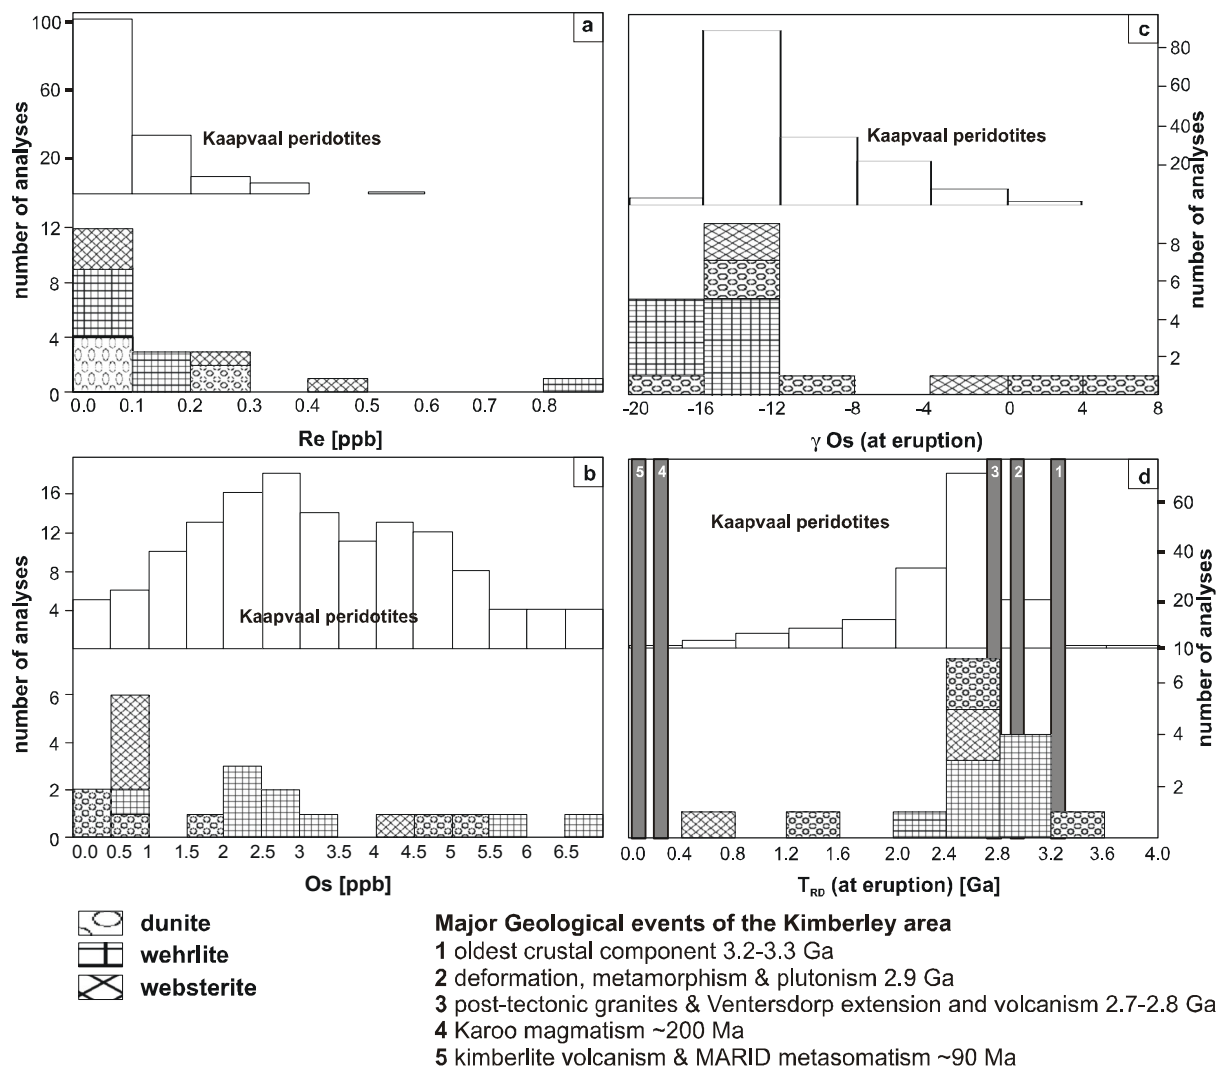 a
100
60
20
Kaapvaal peridotites
number of analyses
12
8
4
0
0.0 0.1 0.2 0.3 0.4 0.5 0.6 0.7 0.8
Re [ppb]
c
80
60
40
20
Kaapvaal peridotites
number of analyses
8
6
4
2
number of analyses
-20 -16 -12 -8 -4 0 4 8
γ Os (at eruption)
b
16
12
8
4
number of analyses
Kaapvaal peridotites
6
4
2
0
number of analyses
0.0 0.5 1 1.5 2 2.5 3 3.5 4 4.5 5 5.5 6 6.5
Os [ppb]
5 4 3 2 1 d
Kaapvaal peridotites
60
40
20
10
number of analyses
6
4
2
number of analyses
0.0 0.4 0.8 1.2 1.6 2.0 2.4 2.8 3.2 3.6 4.0
TRD (at eruption) [Ga]
dunite
wehrlite
websterite
Major Geological events of the Kimberley area
1 oldest crustal component 3.2-3.3 Ga
2 deformation, metamorphism & plutonism 2.9 Ga
3 post-tectonic granites & Ventersdorp extension and volcanism 2.7-2.8 Ga
4 Karoo magmatism ~200 Ma
5 kimberlite volcanism & MARID metasomatism ~90 Ma